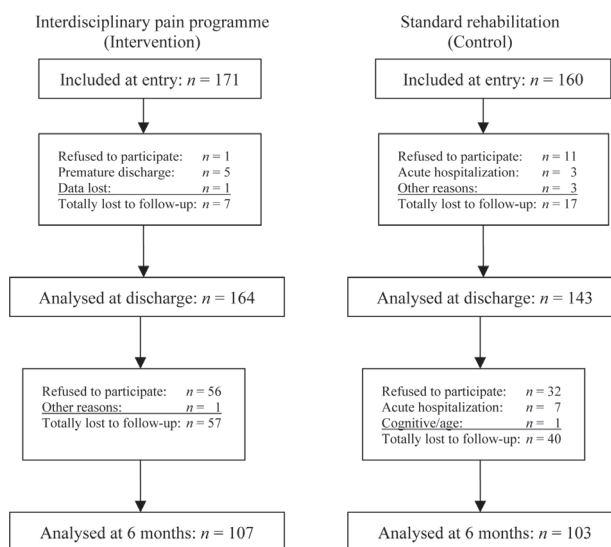 Interdisciplinary pain programme
(Intervention)
Included at entry: n = 171
Refused to participate: n = 1
Premature discharge: n = 5
Data lost: n = 1
Totally lost to follow-up: n = 7
Analysed at discharge: n = 164
Refused to participate: n = 56
Other reasons: n = 1
Totally lost to follow-up: n = 57
Analysed at 6 months: n = 107
Standard rehabilitation
(Control)
Included at entry: n = 160
Refused to participate: n = 11
Acute hospitalization: n = 3
Other reasons: n = 3
Totally lost to follow-up: n = 17
Analysed at discharge: n = 143
Refused to participate: n = 32
Acute hospitalization: n = 7
Cognitive/age: n = 1
Totally lost to follow-up: n = 40
Analysed at 6 months: n = 103